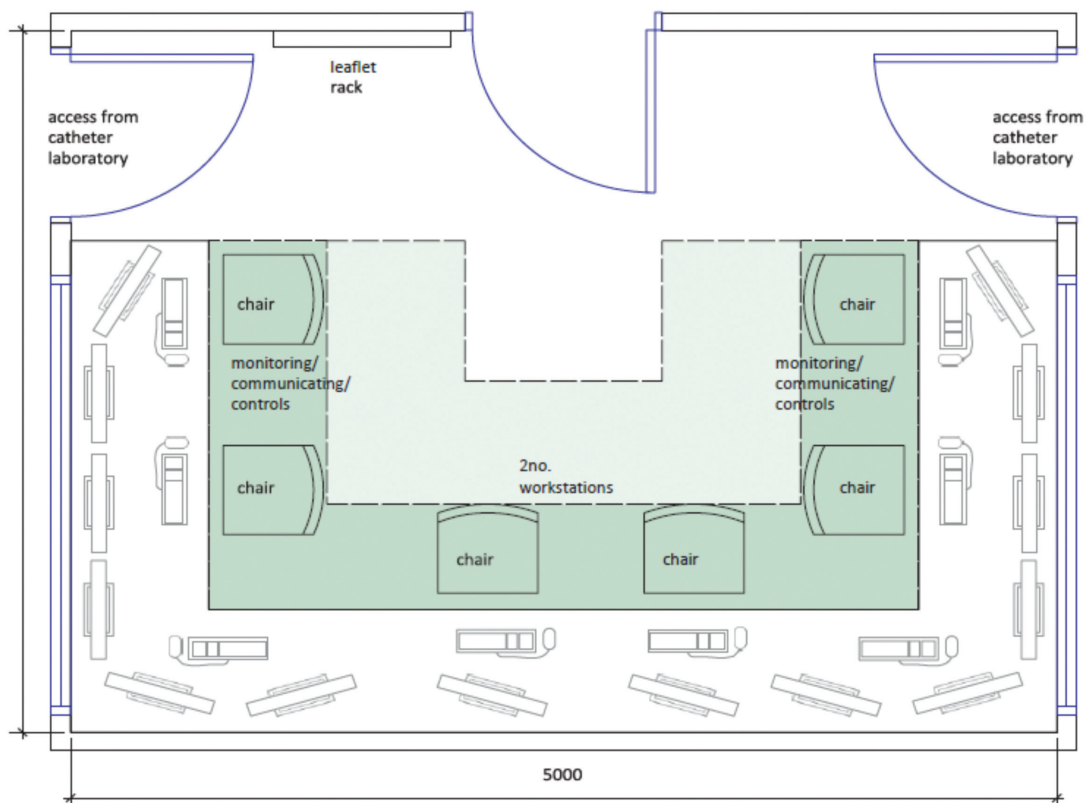 leaflet
rack
access from
catheter
laboratory
access from
catheter
laboratory
chair
chair
monitoring/
communicating/
controls
monitoring/
communicating/
controls
chair
2no.
workstations
chair
chair
chair
5000